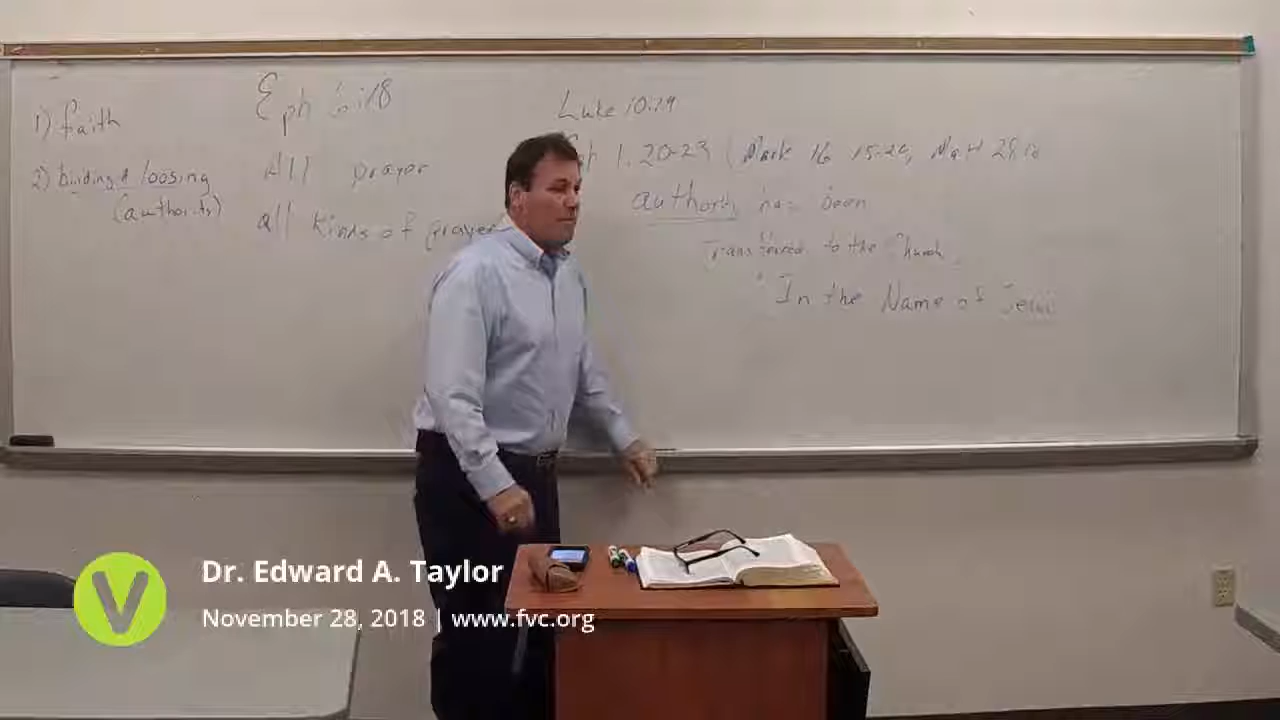 1) faith
2) binding & loosing
(authority)
Eph 6:18
All prayer
all kinds of prayer
Luke 10:19
Eph 1. 20-23 (Mark 16 15-20, Matt 28:18
authority has been
Transferred to the Church
"In the Name of Jesus
V
Dr. Edward A. Taylor
November 28, 2018 | www.fvc.org